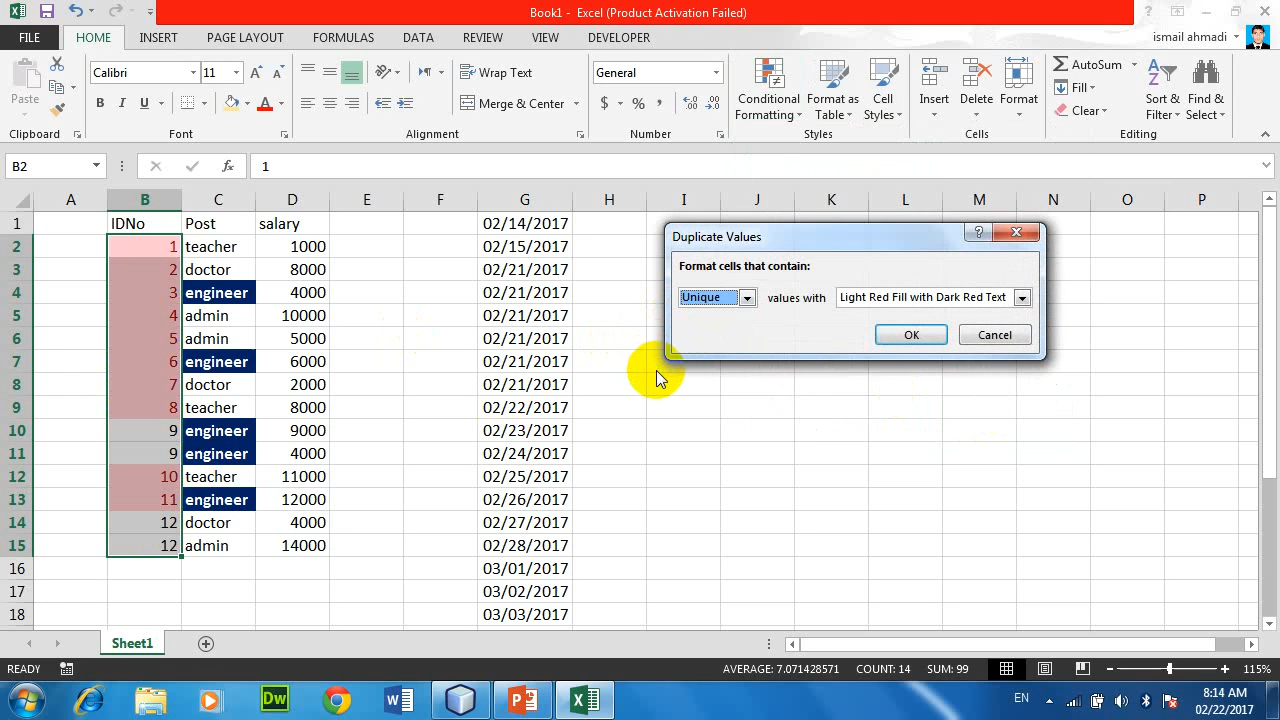 Book1 - Excel (Product Activation Failed)
FILE HOME INSERT PAGE LAYOUT FORMULAS DATA REVIEW VIEW DEVELOPER ismail ahmadi
Paste
Calibri 11
B I U A
Wrap Text
Merge & Center
General
$ % ,
Conditional Formatting
Format as Table
Cell Styles
Insert Delete Format
AutoSum
Fill
Clear
Sort & Filter
Find & Select
Clipboard Font Alignment Number Styles Cells Editing
B2 fx 1
A B C D E F G H I J K L M N O P
1 IDNo Post salary 02/14/2017
2 1 teacher 1000 02/15/2017
3 2 doctor 8000 02/21/2017
4 3 engineer 4000 02/21/2017
5 4 admin 10000 02/21/2017
6 5 admin 5000 02/21/2017
7 6 engineer 6000 02/21/2017
8 7 doctor 2000 02/21/2017
9 8 teacher 8000 02/22/2017
10 9 engineer 9000 02/23/2017
11 9 engineer 4000 02/24/2017
12 10 teacher 11000 02/25/2017
13 11 engineer 12000 02/26/2017
14 12 doctor 4000 02/27/2017
15 12 admin 14000 02/28/2017
16 03/01/2017
17 03/02/2017
18 03/03/2017
Duplicate Values
Format cells that contain:
Unique values with Light Red Fill with Dark Red Text
OK Cancel
Sheet1
READY AVERAGE: 7.071428571 COUNT: 14 SUM: 99 115%
Dw EN 8:14 AM
02/22/2017